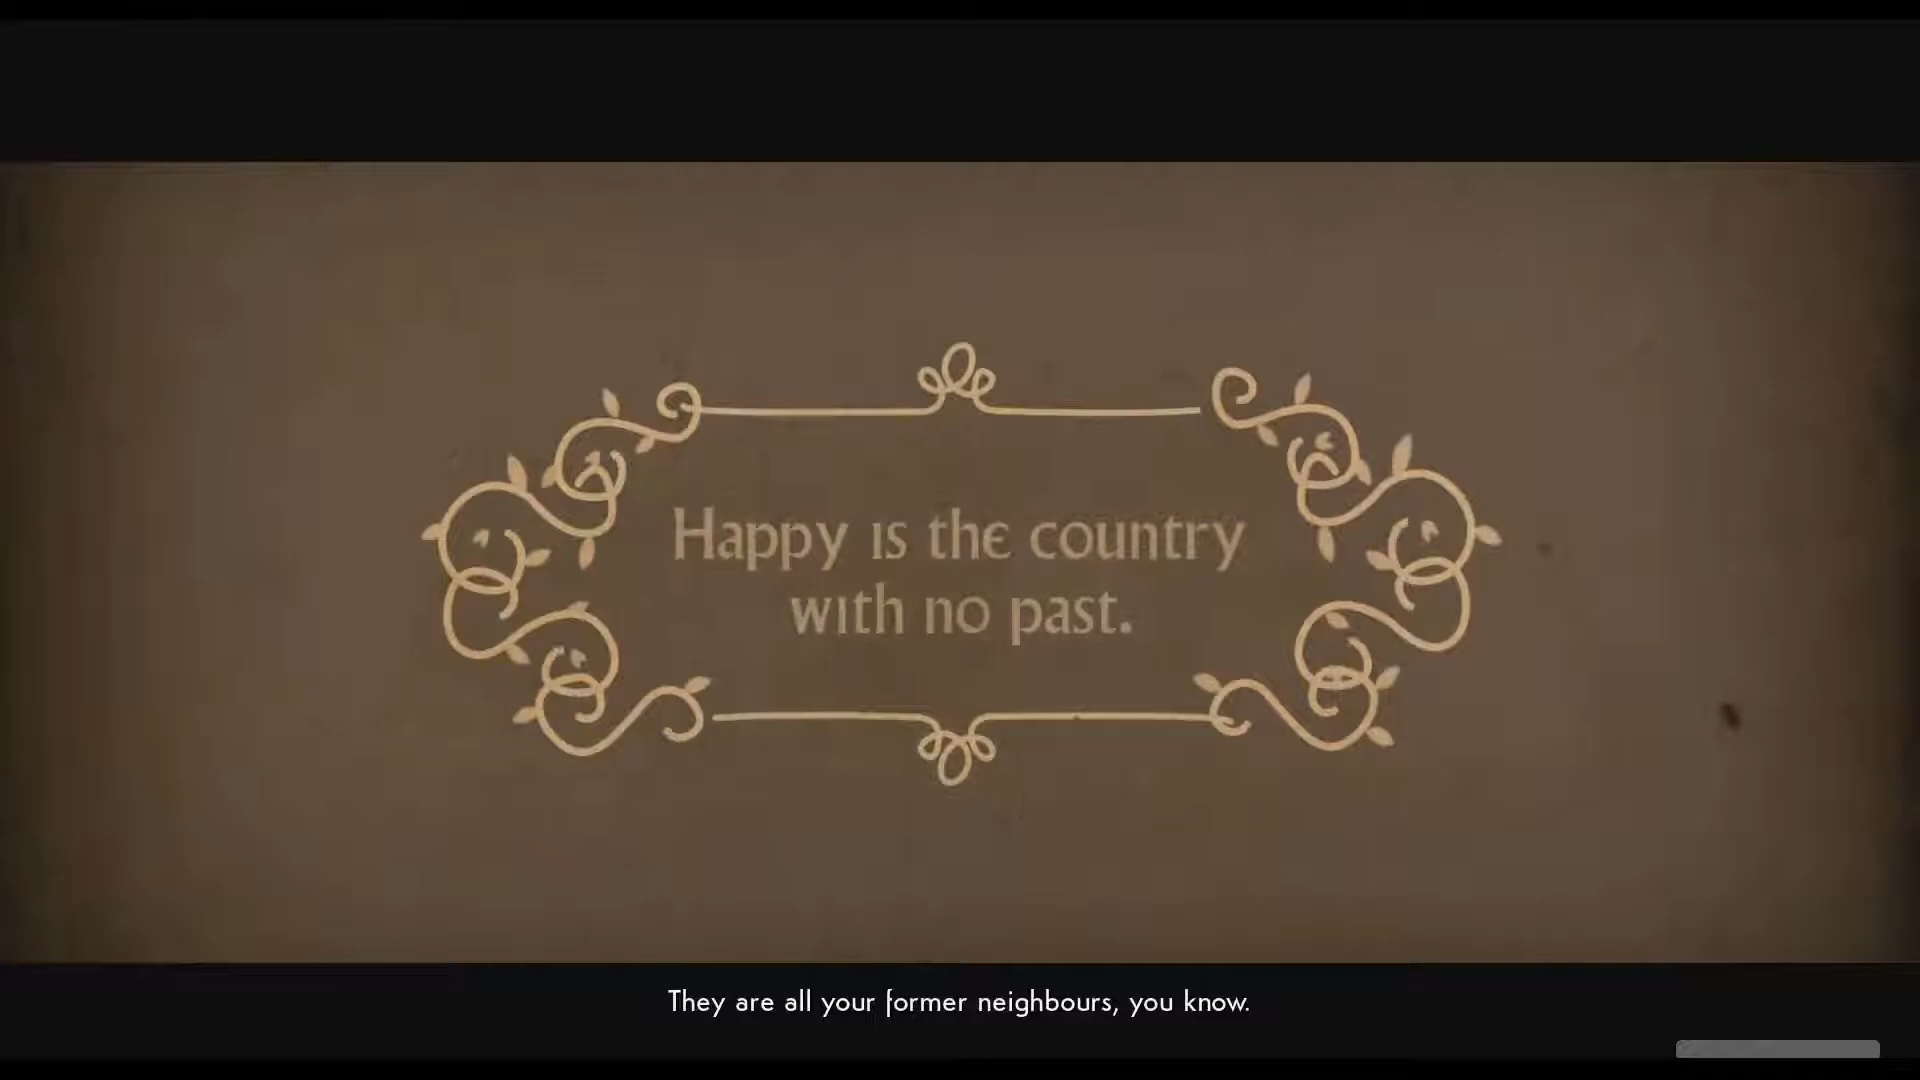 Happy is the country
with no past.
They are all your former neighbours, you know.